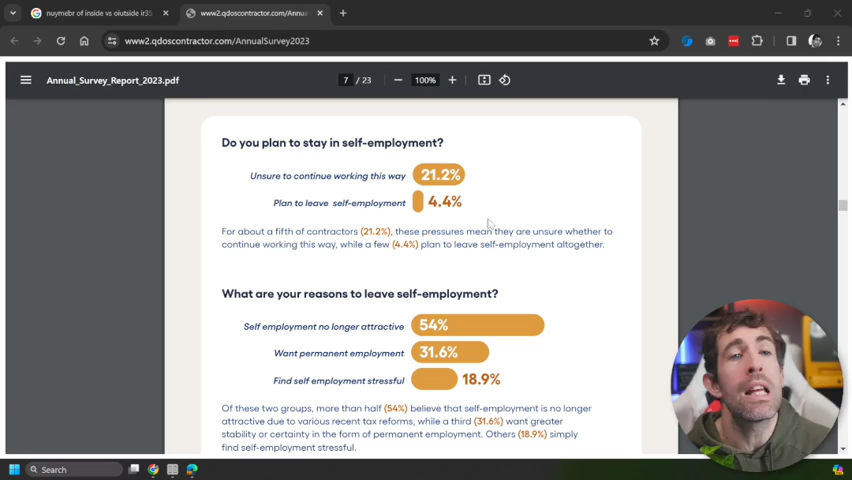 nuymebr of inside vs oiutside ir35
www2.qdoscontractor.com/Annua
www2.qdoscontractor.com/AnnualSurvey2023
Annual_Survey_Report_2023.pdf
7 / 23
100%
Do you plan to stay in self-employment?
Unsure to continue working this way
21.2%
Plan to leave self-employment
4.4%
For about a fifth of contractors (21.2%), these pressures mean they are unsure whether to
continue working this way, while a few (4.4%) plan to leave self-employment altogether.
What are your reasons to leave self-employment?
Self employment no longer attractive
54%
Want permanent employment
31.6%
Find self employment stressful
18.9%
Of these two groups, more than half (54%) believe that self-employment is no longer
attractive due to various recent tax reforms, while a third (31.6%) want greater
stability or certainty in the form of permanent employment. Others (18.9%) simply
find self-employment stressful.
Search